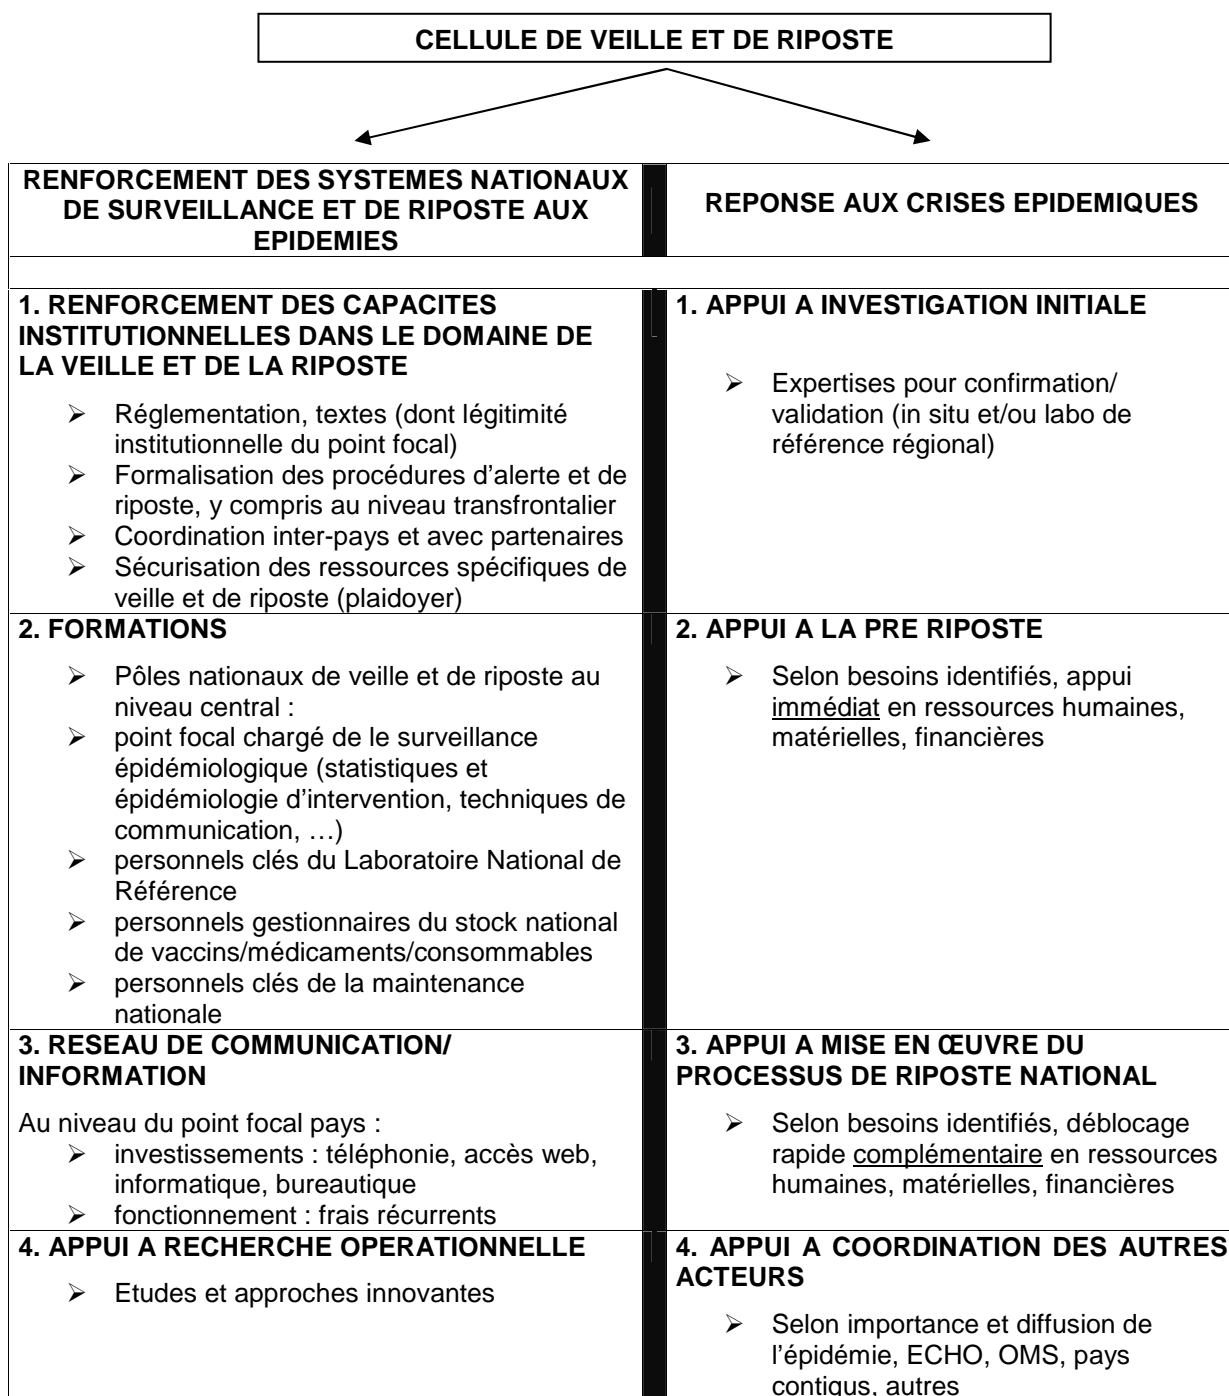 CELLULE DE VEILLE ET DE RIPOSTE
RENFORCEMENT DES SYSTEMES NATIONAUX
DE SURVEILLANCE ET DE RIPOSTE AUX
EPIDEMIES
REPONSE AUX CRISES EPIDEMIQUES
1. RENFORCEMENT DES CAPACITES
INSTITUTIONNELLES DANS LE DOMAINE DE
LA VEILLE ET DE LA RIPOSTE
➢ Réglementation, textes (dont légitimité
institutionnelle du point focal)
➢ Formalisation des procédures d’alerte et de
riposte, y compris au niveau transfrontalier
➢ Coordination inter-pays et avec partenaires
➢ Sécurisation des ressources spécifiques de
veille et de riposte (plaidoyer)
1. APPUI A INVESTIGATION INITIALE
➢ Expertises pour confirmation/
validation (in situ et/ou labo de
référence régional)
2. FORMATIONS
➢ Pôles nationaux de veille et de riposte au
niveau central :
➢ point focal chargé de le surveillance
épidémiologique (statistiques et
épidémiologie d’intervention, techniques de
communication, …)
➢ personnels clés du Laboratoire National de
Référence
➢ personnels gestionnaires du stock national
de vaccins/médicaments/consommables
➢ personnels clés de la maintenance
nationale
2. APPUI A LA PRE RIPOSTE
➢ Selon besoins identifiés, appui
immédiat en ressources humaines,
matérielles, financières
3. RESEAU DE COMMUNICATION/
INFORMATION
Au niveau du point focal pays :
➢ investissements : téléphonie, accès web,
informatique, bureautique
➢ fonctionnement : frais récurrents
3. APPUI A MISE EN ŒUVRE DU
PROCESSUS DE RIPOSTE NATIONAL
➢ Selon besoins identifiés, déblocage
rapide complémentaire en ressources
humaines, matérielles, financières
4. APPUI A RECHERCHE OPERATIONNELLE
➢ Etudes et approches innovantes
4. APPUI A COORDINATION DES AUTRES
ACTEURS
➢ Selon importance et diffusion de
l’épidémie, ECHO, OMS, pays
contigus, autres